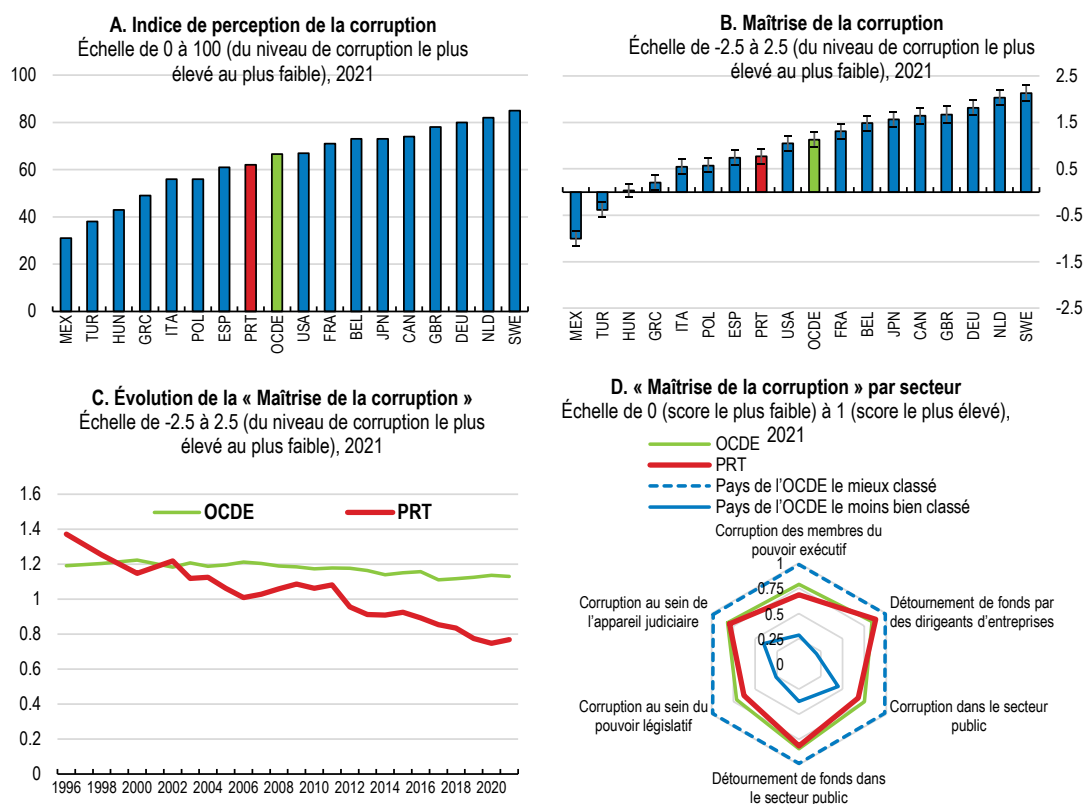 A. Indice de perception de la corruption
Échelle de 0 à 100 (du niveau de corruption le plus
élevé au plus faible), 2021
100
80
60
40
20
0
MEX
TUR
HUN
GRC
ITA
POL
ESP
PRT
OCDE
USA
FRA
BEL
JPN
CAN
GBR
DEU
NLD
SWE
B. Maîtrise de la corruption
Échelle de -2.5 à 2.5 (du niveau de corruption le plus
élevé au plus faible), 2021
2.5
1.5
0.5
-0.5
-1.5
-2.5
MEX
TUR
HUN
GRC
ITA
POL
ESP
PRT
USA
OCDE
FRA
BEL
JPN
CAN
GBR
DEU
NLD
SWE
C. Évolution de la « Maîtrise de la corruption »
Échelle de -2.5 à 2.5 (du niveau de corruption le plus
élevé au plus faible), 2021
1.6
1.4
1.2
1
0.8
0.6
0.4
0.2
0
OCDE
PRT
1996 1998 2000 2002 2004 2006 2008 2010 2012 2014 2016 2018 2020
D. « Maîtrise de la corruption » par secteur
Échelle de 0 (score le plus faible) à 1 (score le plus élevé),
2021
OCDE
PRT
Pays de l'OCDE le mieux classé
Pays de l'OCDE le moins bien classé
Corruption des membres du
pouvoir exécutif
1
0.75
0.5
0.25
0
Détournement de fonds par
des dirigeants d'entreprises
Corruption dans le secteur
public
Détournement de fonds dans
le secteur public
Corruption au sein du
pouvoir législatif
Corruption au sein de
l'appareil judiciaire